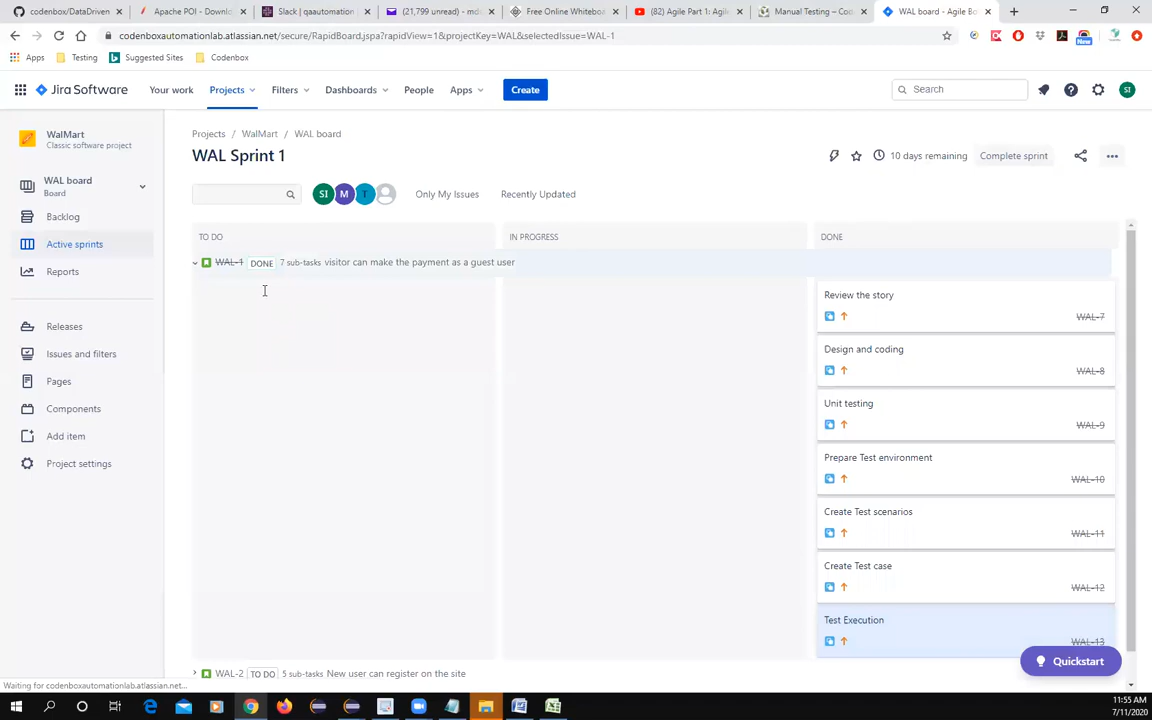 codenbox/DataDriven
Apache POI - Downl
Slack | qaautomation
(21,799 unread) - md
Free Online Whiteboa
(82) Agile Part 1: Agile
Manual Testing – Cod
WAL board - Agile Bo
codenboxautomationlab.atlassian.net/secure/RapidBoard.jspa?rapidView=1&projectKey=WAL&selectedIssue=WAL-1
Apps
Testing
Suggested Sites
Codenbox
New
Jira Software
Your work
Projects
Filters
Dashboards
People
Apps
Create
Search
SI
WalMart
Classic software project
WAL board
Board
Backlog
Active sprints
Reports
Releases
Issues and filters
Pages
Components
Add item
Project settings
Projects / WalMart / WAL board
WAL Sprint 1
10 days remaining
Complete sprint
SI
M
T
Only My Issues
Recently Updated
TO DO
IN PROGRESS
DONE
WAL-1 DONE 7 sub-tasks visitor can make the payment as a guest user
Review the story
WAL-7
Design and coding
WAL-8
Unit testing
WAL-9
Prepare Test environment
WAL-10
Create Test scenarios
WAL-11
Create Test case
WAL-12
Test Execution
WAL-13
WAL-2 TO DO 5 sub-tasks New user can register on the site
Quickstart
Waiting for codenboxautomationlab.atlassian.net...
11:55 AM
7/11/2020